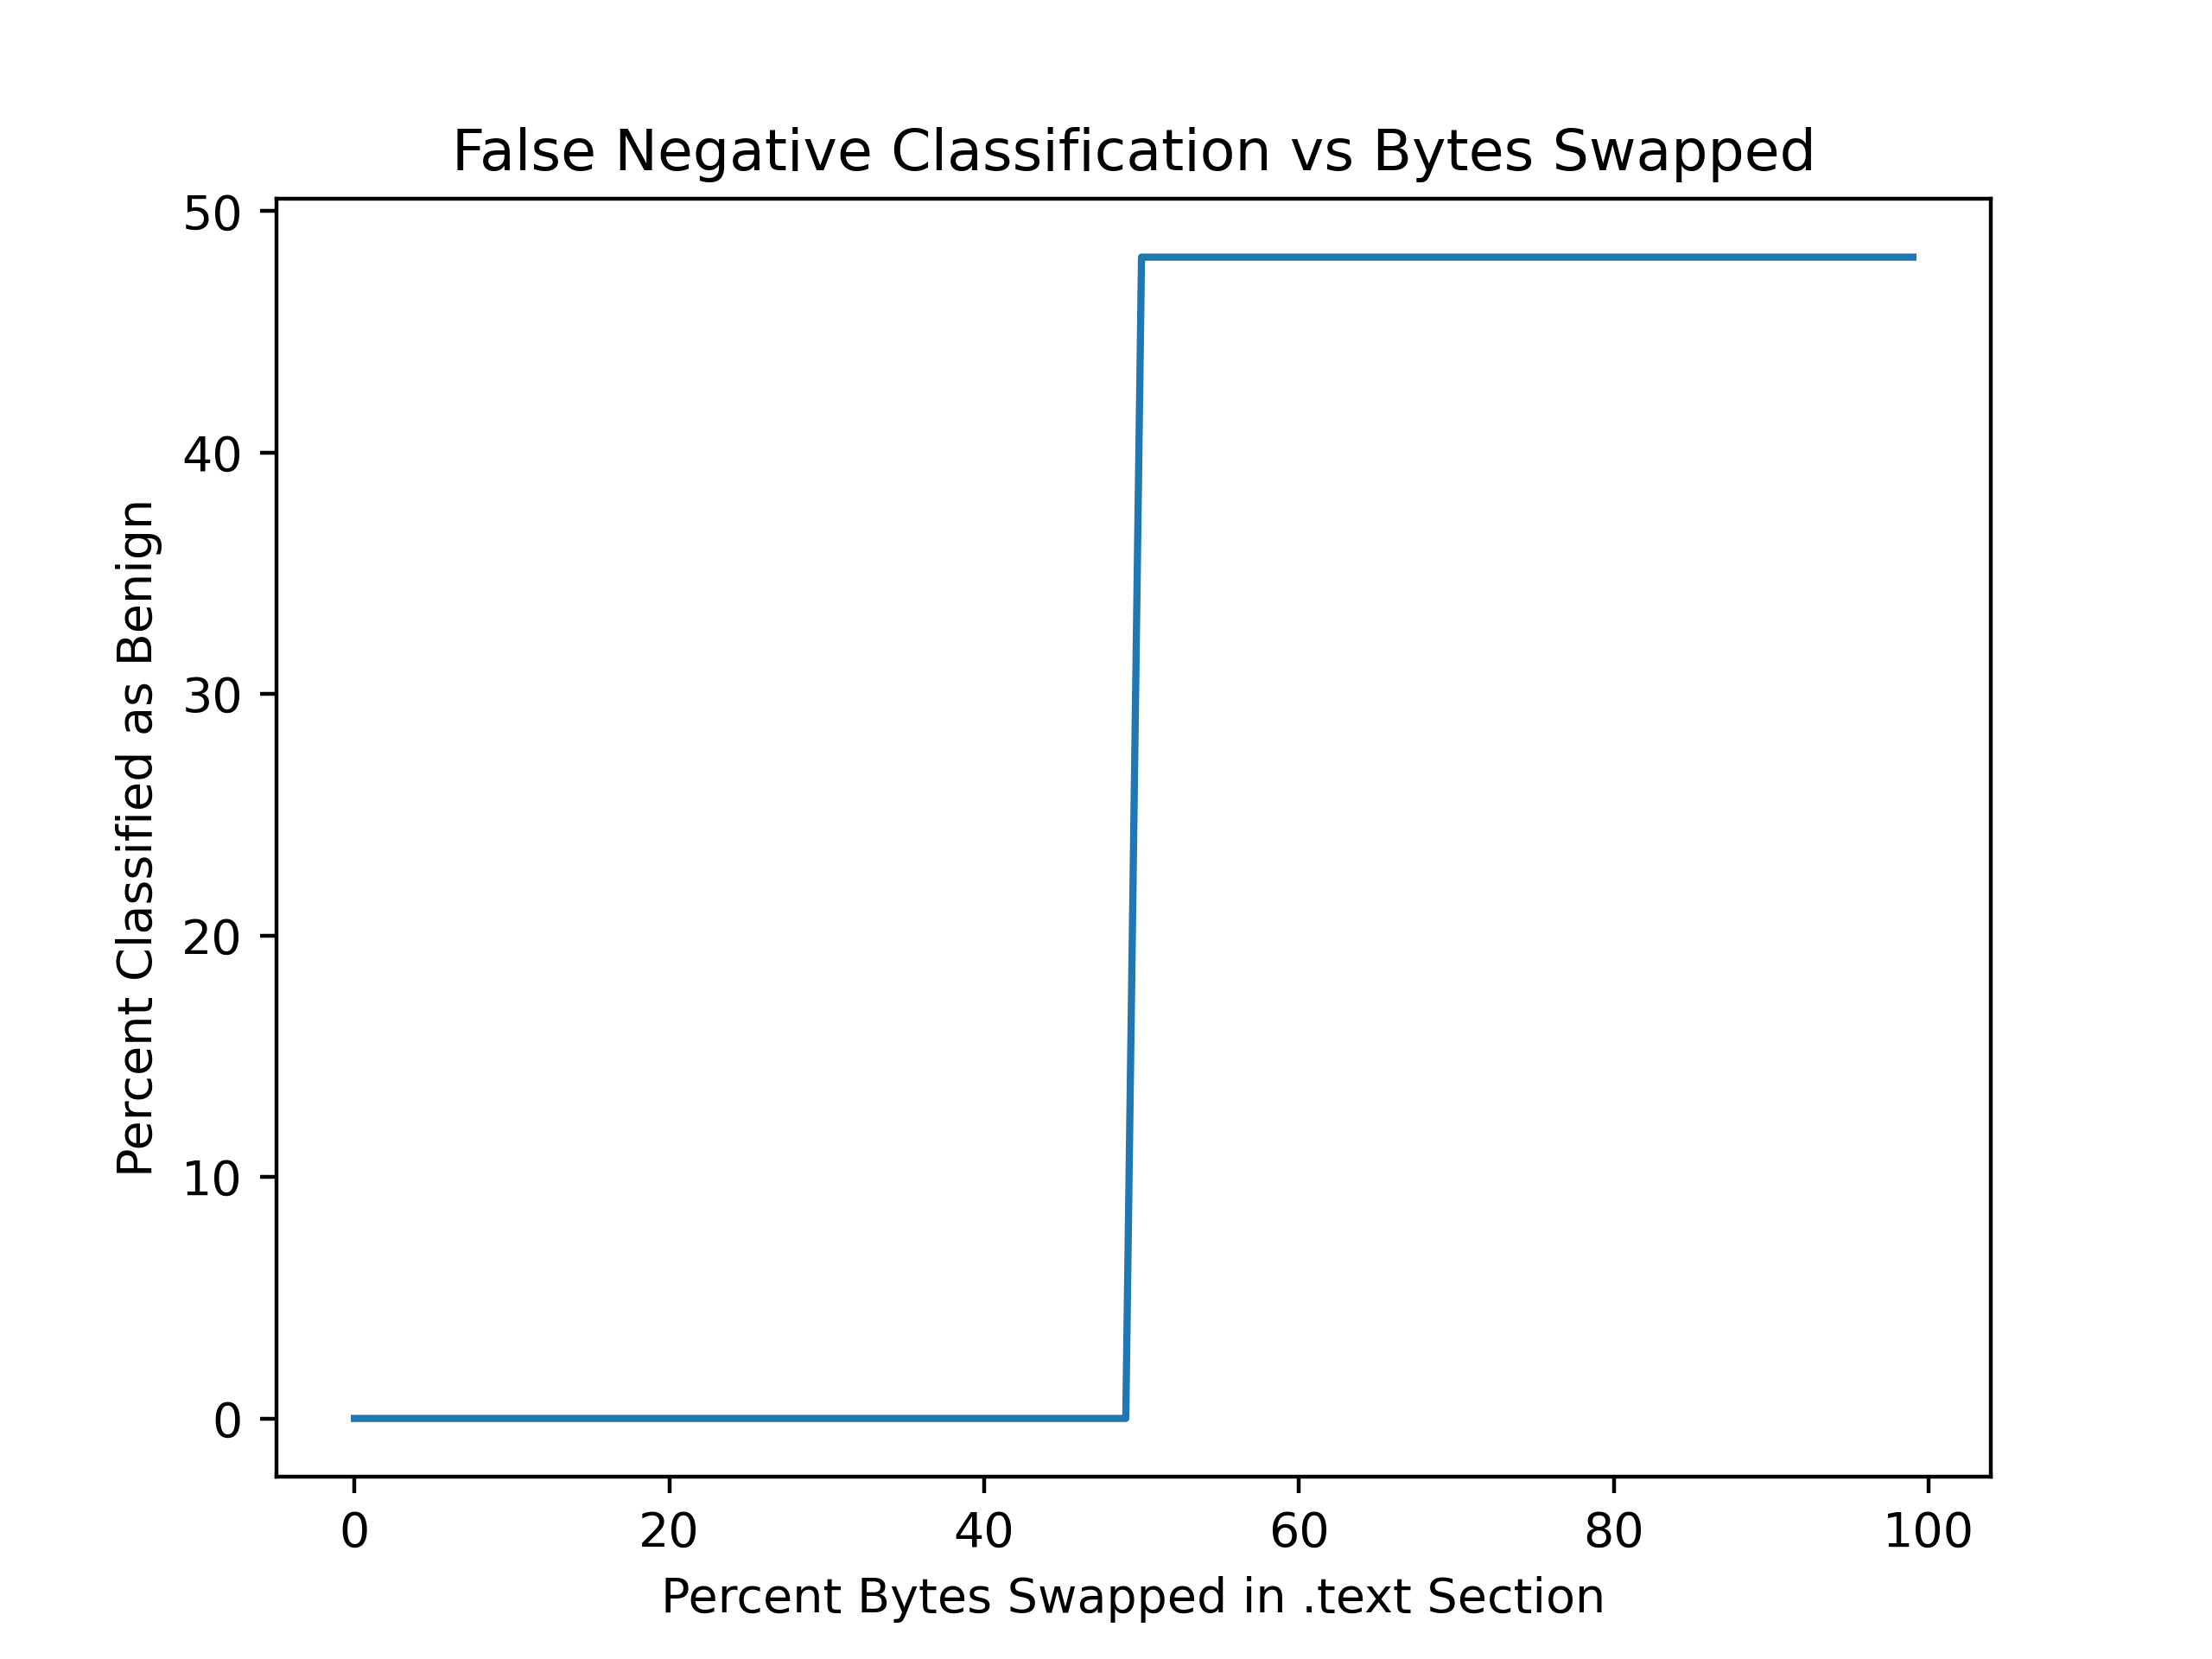 False Negative Classification vs Bytes Swapped
50
40
30
20
10
0
Percent Classified as Benign
0 20 40 60 80 100
Percent Bytes Swapped in .text Section